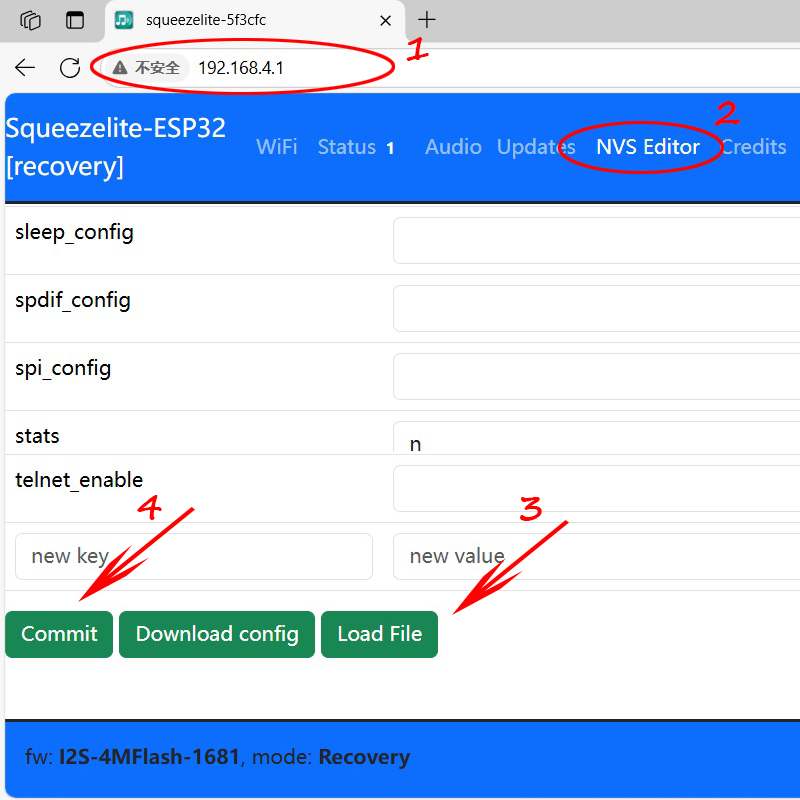 squeezelite-5f3cfc
1
不安全 192.168.4.1
2
Squeezelite-ESP32
[recovery]
WiFi Status 1 Audio Updates NVS Editor Credits
sleep_config
spdif_config
spi_config
stats n
telnet_enable
4 3
new key new value
Commit Download config Load File
fw: I2S-4MFlash-1681, mode: Recovery